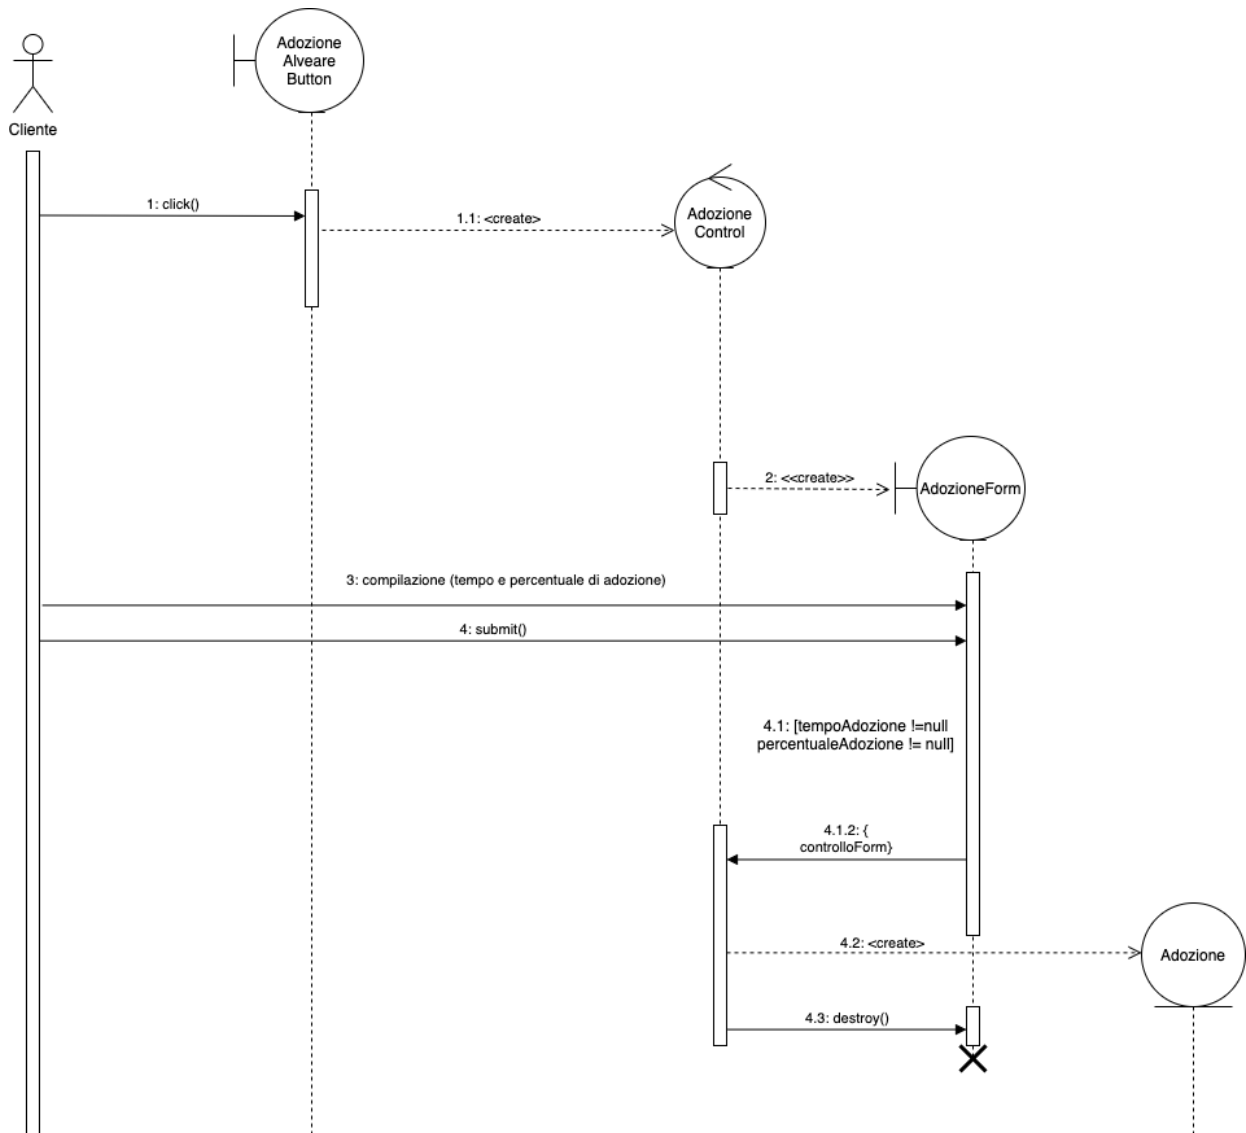 Adozione
Alveare
Button
Cliente
1: click()
1.1: <create>
Adozione
Control
2: <<create>>
AdozioneForm
3: compilazione (tempo e percentuale di adozione)
4: submit()
4.1: [tempoAdozione !=null
percentualeAdozione != null]
4.1.2: {
controlloForm}
4.2: <create>
Adozione
4.3: destroy()